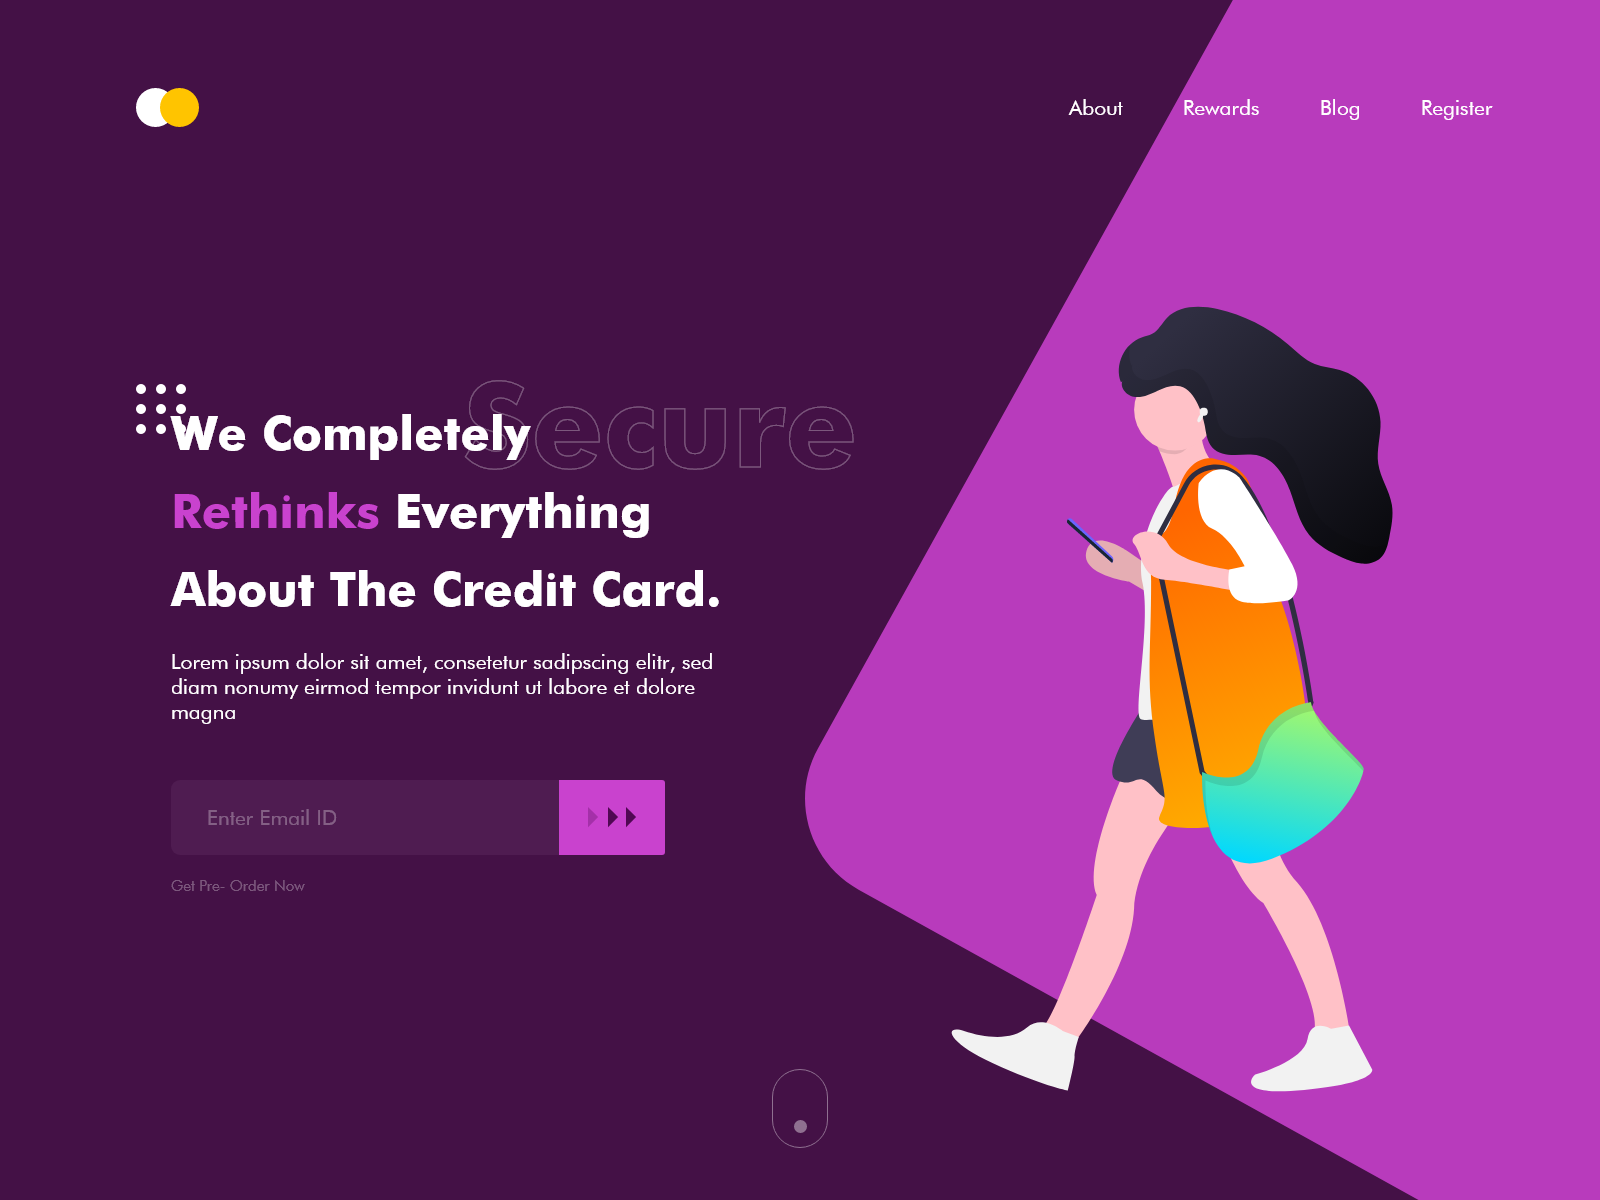 About Rewards Blog Register
Secure
We Completely
Rethinks Everything
About The Credit Card.
Lorem ipsum dolor sit amet, consetetur sadipscing elitr, sed
diam nonumy eirmod tempor invidunt ut labore et dolore
magna
Enter Email ID
Get Pre- Order Now